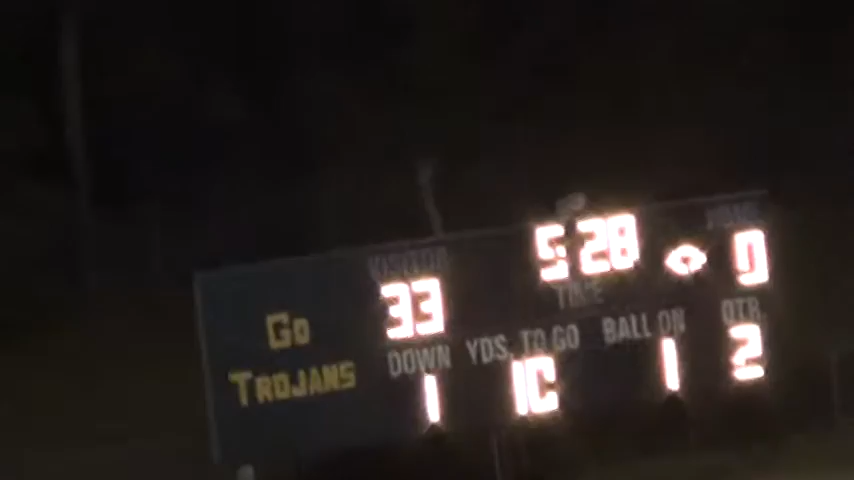 VISITOR 5:28 HOME
33 TIME 0
Go
TROJANS
DOWN YDS. TO GO BALL ON QTR.
1 10 1 2